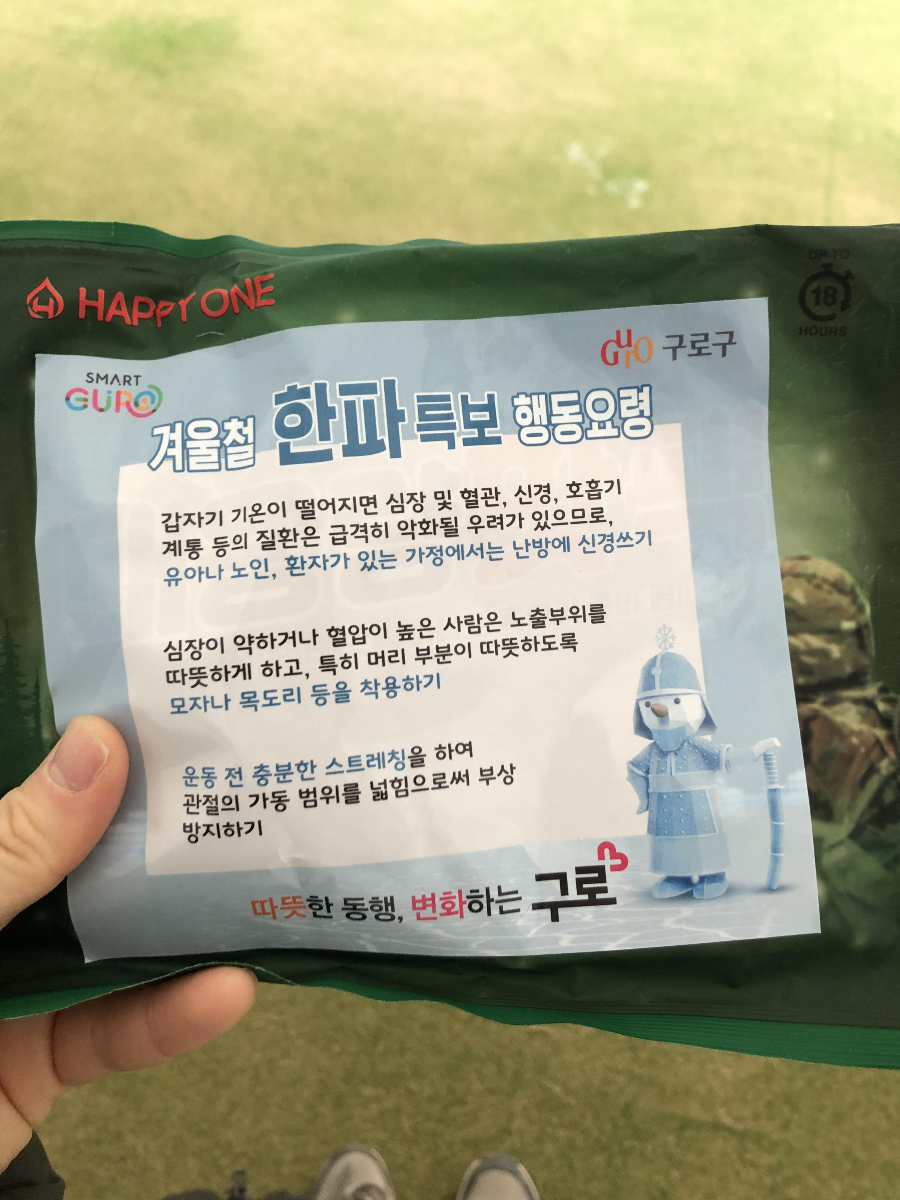 HAPPY ONE
UP TO
18
HOURS
SMART
GURO
GURO 구로구
겨울철 한파 특보 행동요령
갑자기 기온이 떨어지면 심장 및 혈관, 신경, 호흡기
계통 등의 질환은 급격히 악화될 우려가 있으므로,
유아나 노인, 환자가 있는 가정에서는 난방에 신경쓰기
심장이 약하거나 혈압이 높은 사람은 노출부위를
따뜻하게 하고, 특히 머리 부분이 따뜻하도록
모자나 목도리 등을 착용하기
운동 전 충분한 스트레칭을 하여
관절의 가동 범위를 넓힘으로써 부상
방지하기
따뜻한 동행, 변화하는 구로